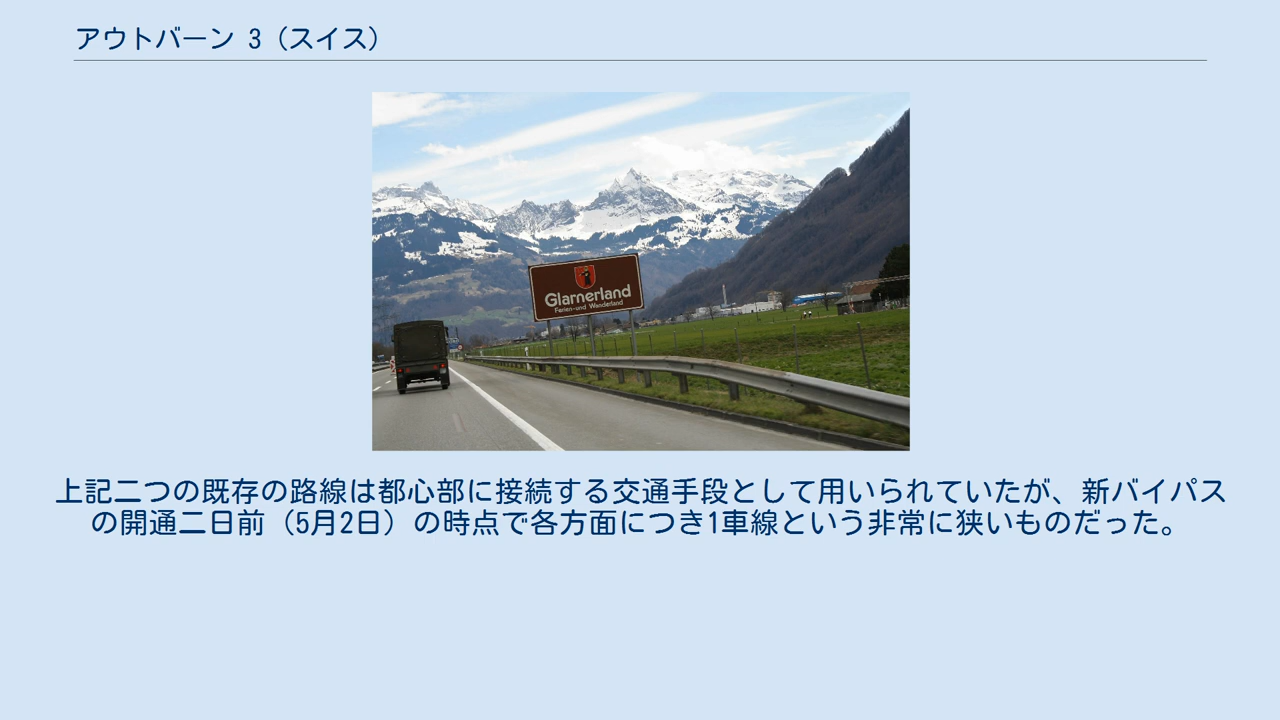 アウトバーン 3（スイス）
Glarnerland
Ferien-und Wanderland
上記二つの既存の路線は都心部に接続する交通手段として用いられていたが、新バイパス
の開通二日前（5月2日）の時点で各方面につき1車線という非常に狭いものだった。